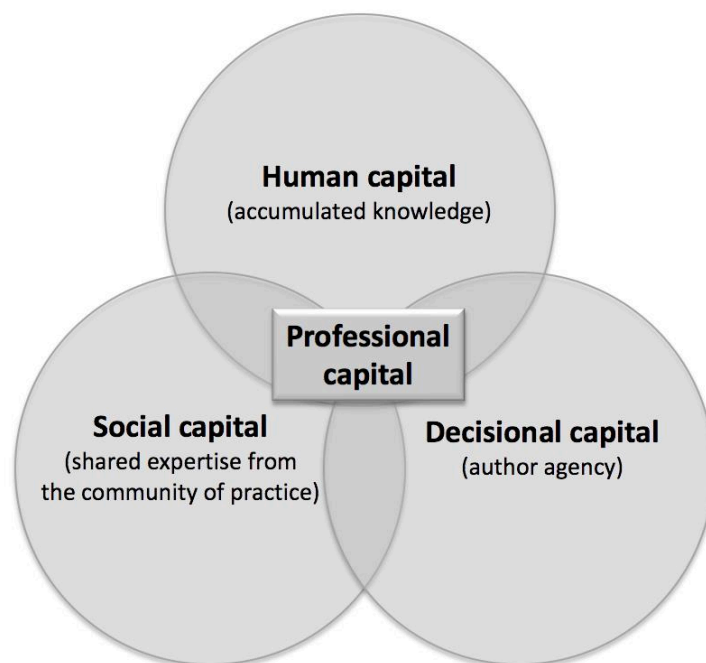 Human capital
(accumulated knowledge)
Professional
capital
Social capital
(shared expertise from
the community of practice)
Decisional capital
(author agency)